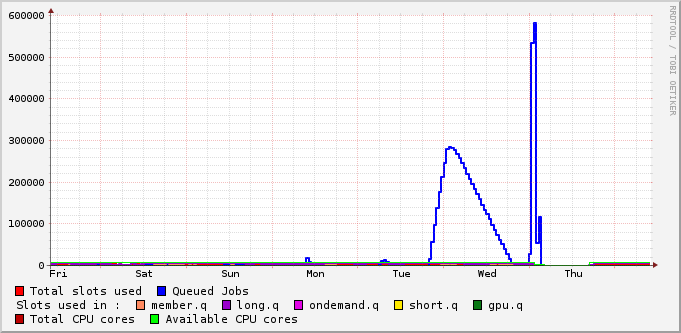 600000
500000
400000
300000
200000
100000
0
Fri Sat Sun Mon Tue Wed Thu
Total slots used Queued Jobs
Slots used in : member.q long.q ondemand.q short.q gpu.q
Total CPU cores Available CPU cores
RRDTOOL / TOBI OETIKER